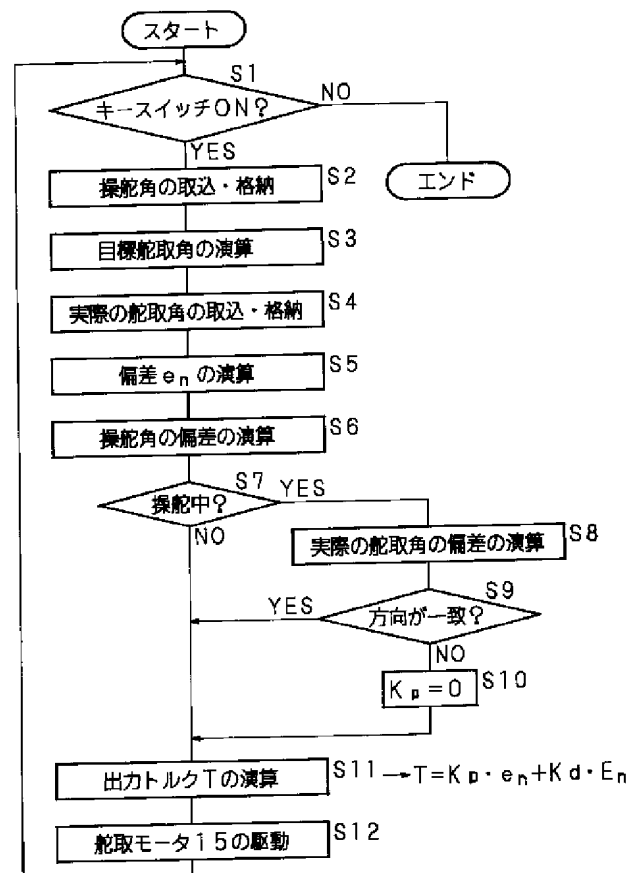 スタート
S1
キースイッチON?
NO
YES
エンド
操舵角の取込・格納
S2
目標舵取角の演算
S3
実際の舵取角の取込・格納
S4
偏差enの演算
S5
操舵角の偏差の演算
S6
S7
操舵中?
YES
NO
実際の舵取角の偏差の演算
S8
S9
方向が一致?
YES
NO
Kp=0
S10
出力トルクTの演算
S11→T=Kp・en+Kd・En
舵取モータ15の駆動
S12